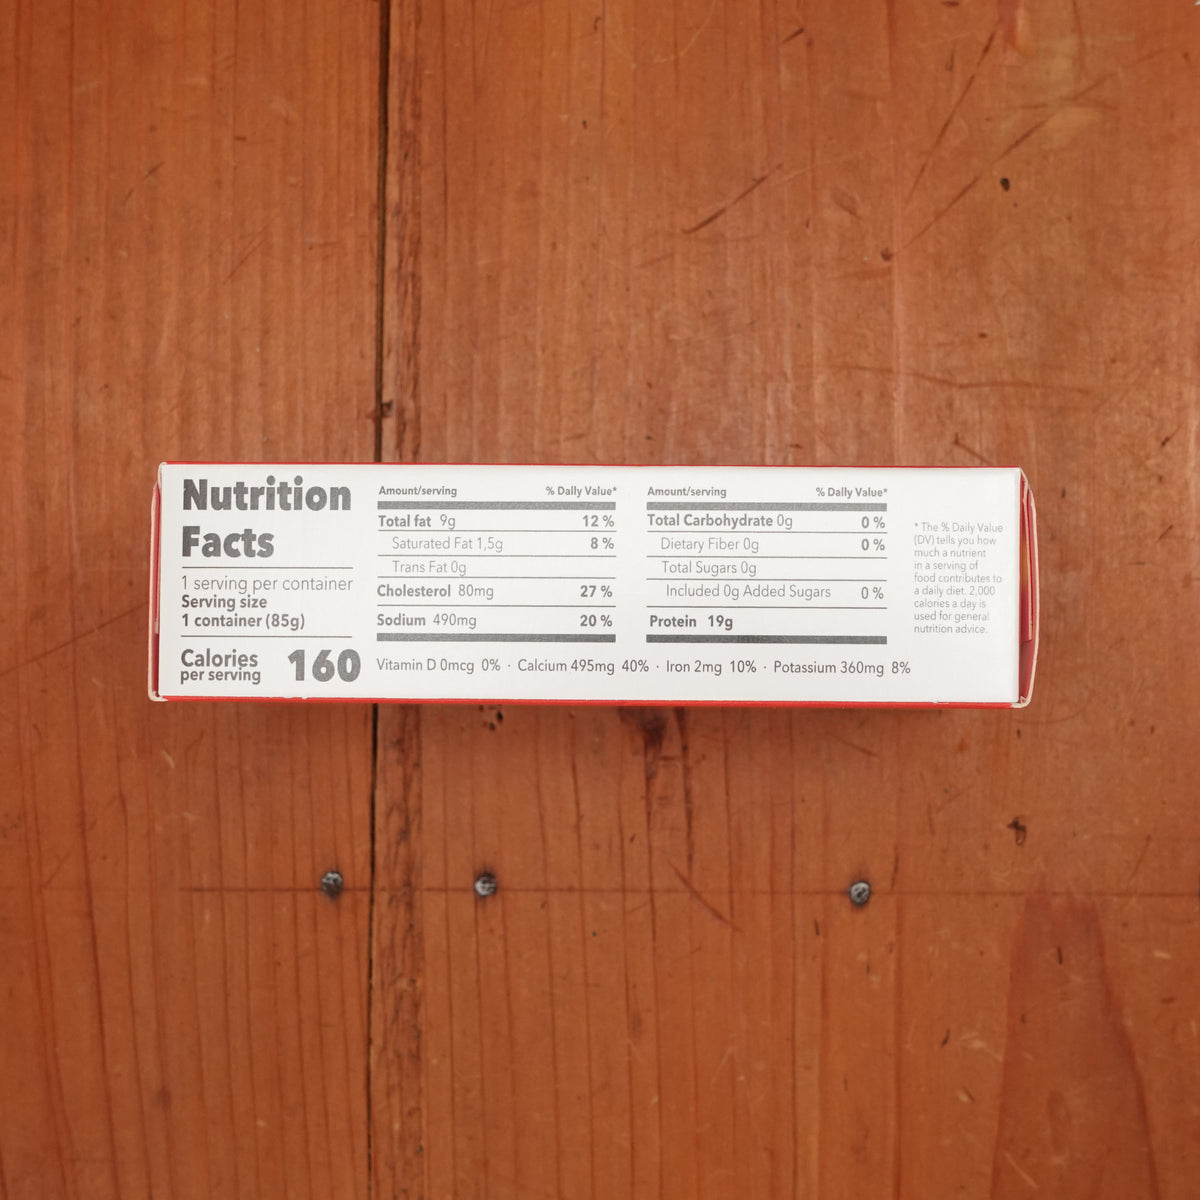 Nutrition
Facts
1 serving per container
Serving size
1 container (85g)
Calories
per serving
160
Amount/serving % Daily Value*
Total fat 9g 12 %
Saturated Fat 1,5g 8 %
Trans Fat 0g
Cholesterol 80mg 27 %
Sodium 490mg 20 %
Amount/serving % Daily Value*
Total Carbohydrate 0g 0 %
Dietary Fiber 0g 0 %
Total Sugars 0g
Included 0g Added Sugars 0 %
Protein 19g
Vitamin D 0mcg 0% · Calcium 495mg 40% · Iron 2mg 10% · Potassium 360mg 8%
* The % Daily Value
(DV) tells you how
much a nutrient
in a serving of
food contributes to
a daily diet. 2,000
calories a day is
used for general
nutrition advice.